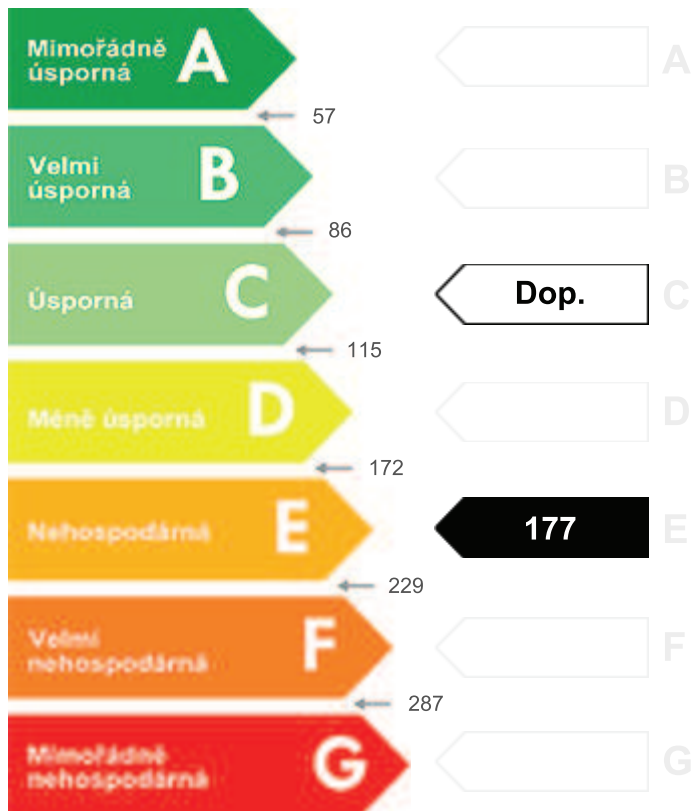 Mimořádně
úsporná
A
A
57
Velmi
úsporná
B
B
86
Úsporná
C
Dop.
C
115
Méně úsporná
D
D
172
Nehospodárná
E
177
E
229
Velmi
nehospodárná
F
F
287
Mimořádně
nehospodárná
G
G